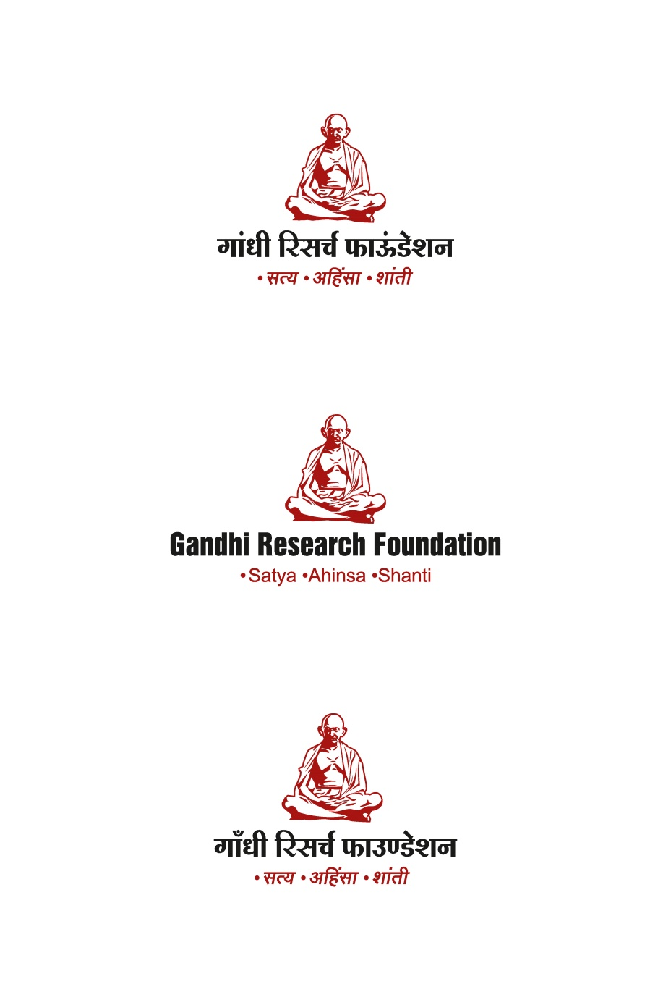 गांधी रिसर्च फाऊंडेशन
•सत्य •अहिंसा •शांती
Gandhi Research Foundation
•Satya •Ahinsa •Shanti
गाँधी रिसर्च फाउण्डेशन
•सत्य •अहिंसा •शांती